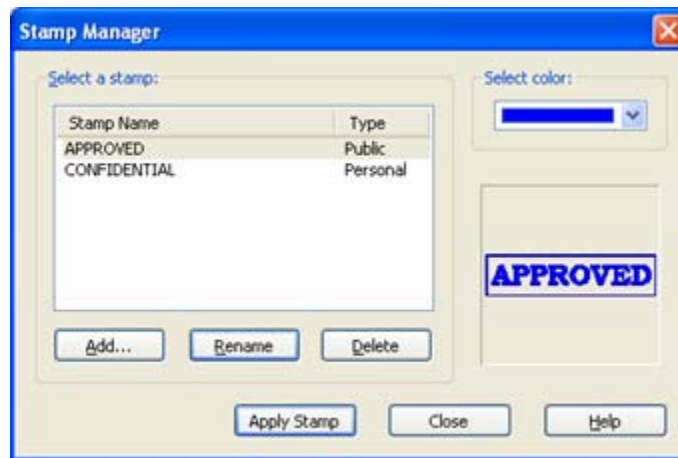 Stamp Manager
Select a stamp:
Select color:
Stamp Name Type
APPROVED Public
CONFIDENTIAL Personal
APPROVED
Add... Rename Delete
Apply Stamp Close Help